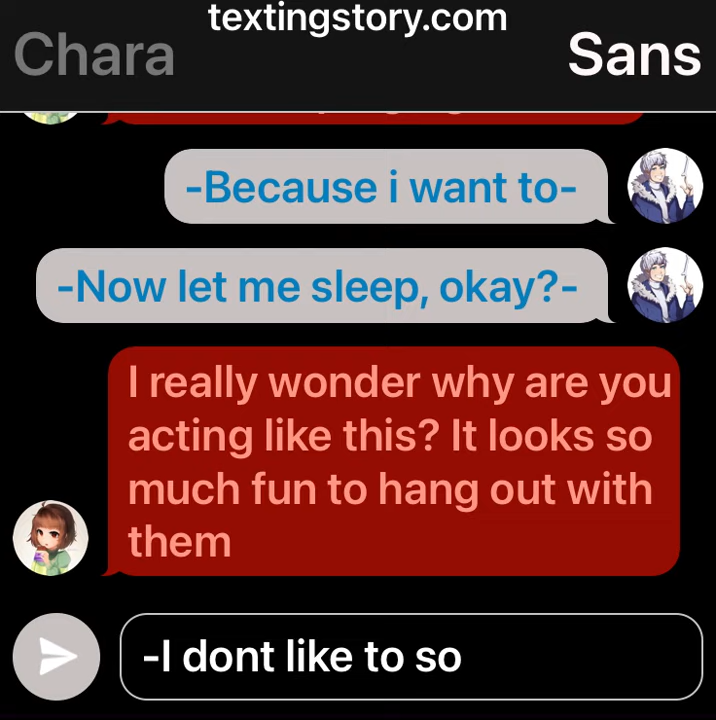 textingstory.com
Chara
Sans
-Because i want to-
-Now let me sleep, okay?-
I really wonder why are you
acting like this? It looks so
much fun to hang out with
them
-I dont like to so